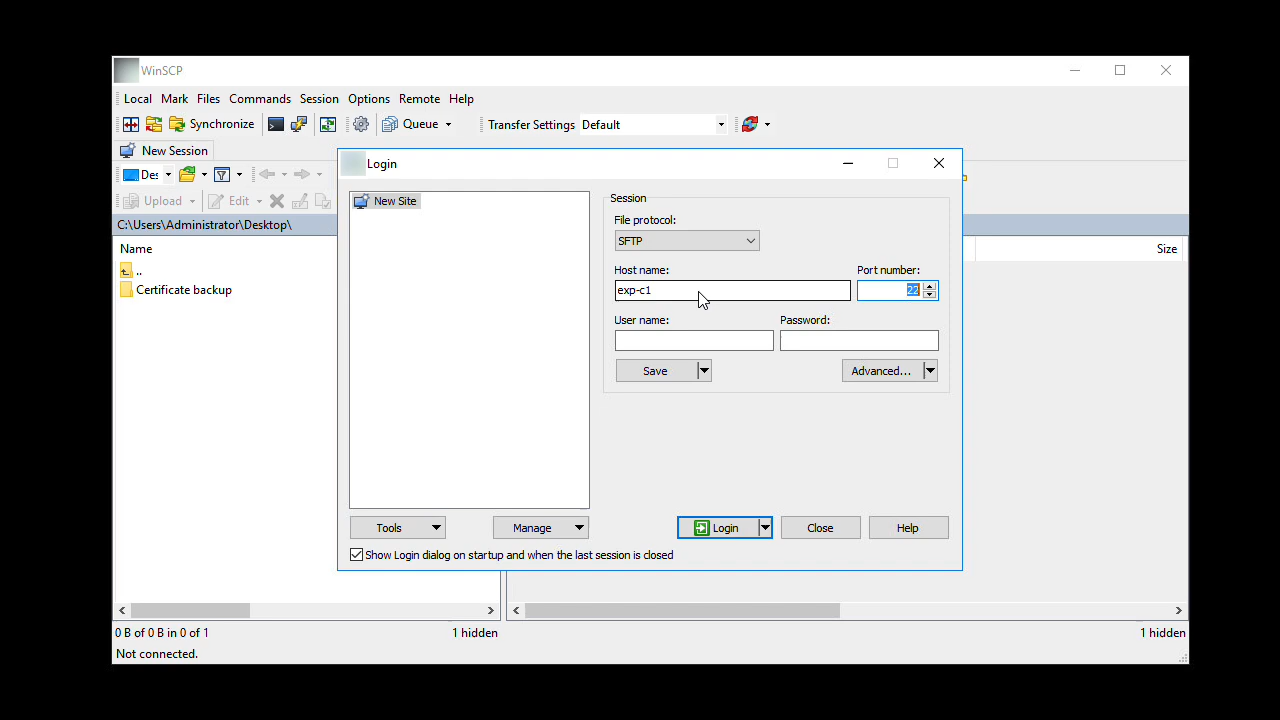 WinSCP
Local Mark Files Commands Session Options Remote Help
Synchronize Queue Transfer Settings Default
New Session
Login
Upload Edit
C:\Users\Administrator\Desktop\
Name
..
Certificate backup
New Site
Session
File protocol:
SFTP
Host name: Port number:
exp-c1 22
User name: Password:
Save Advanced...
Tools Manage Login Close Help
Show Login dialog on startup and when the last session is closed
Size
0 B of 0 B in 0 of 1 1 hidden 1 hidden
Not connected.